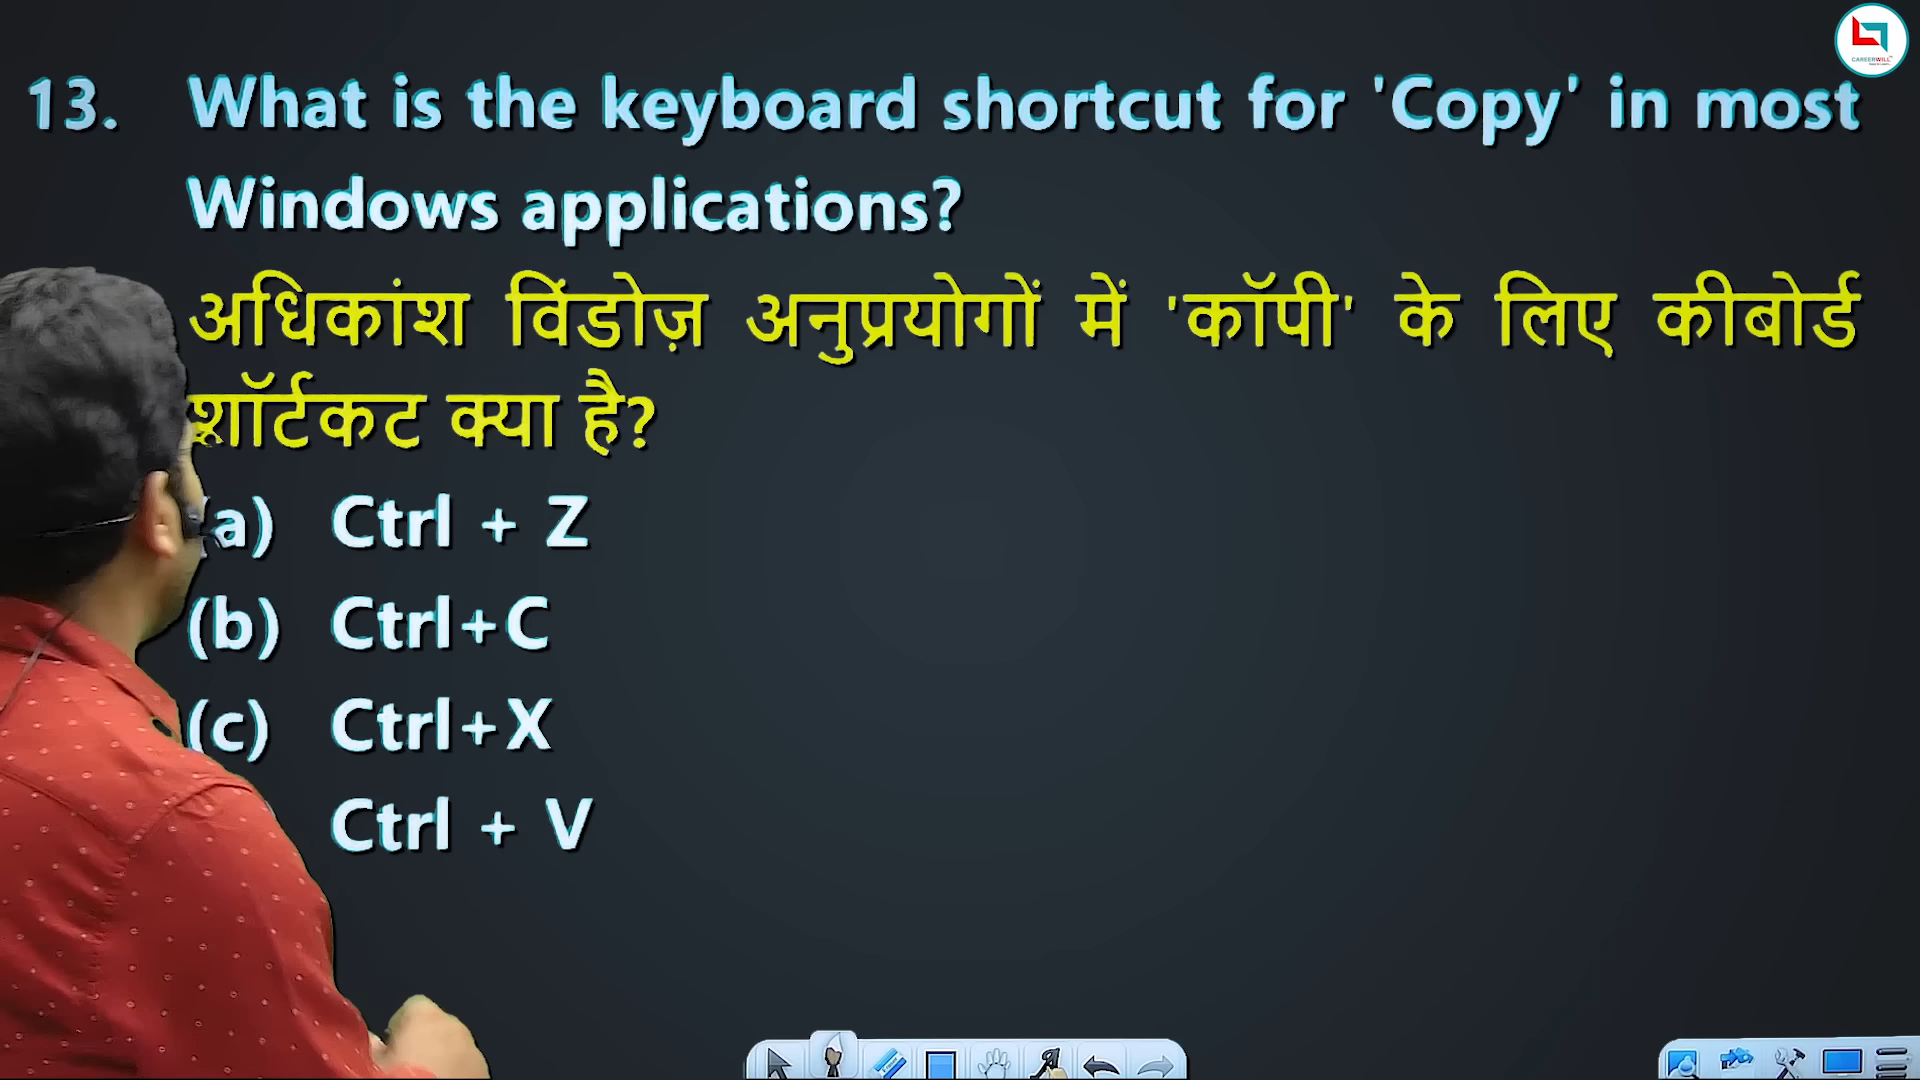 13. What is the keyboard shortcut for 'Copy' in most
Windows applications?
अधिकांश विंडोज़ अनुप्रयोगों में 'कॉपी' के लिए कीबोर्ड
शॉर्टकट क्या है?
(a) Ctrl + Z
(b) Ctrl+C
(c) Ctrl+X
Ctrl + V
CAREERWILL